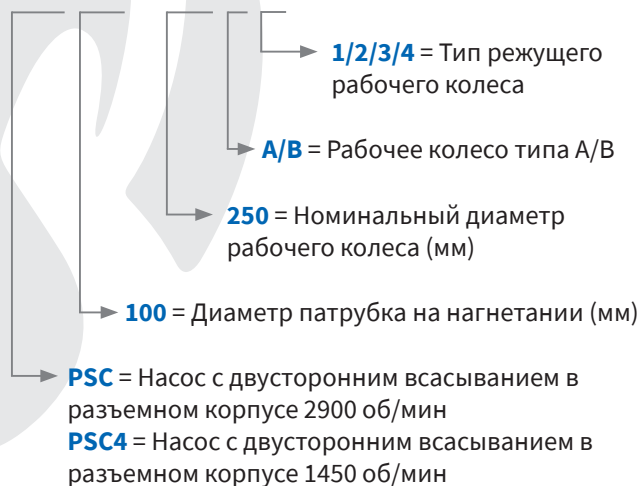 1/2/3/4 = Тип режущего
рабочего колеса
A/B = Рабочее колесо типа A/B
250 = Номинальный диаметр
рабочего колеса (мм)
100 = Диаметр патрубка на нагнетании (мм)
PSC = Насос с двусторонним всасыванием в
разъемном корпусе 2900 об/мин
PSC4 = Насос с двусторонним всасыванием в
разъемном корпусе 1450 об/мин